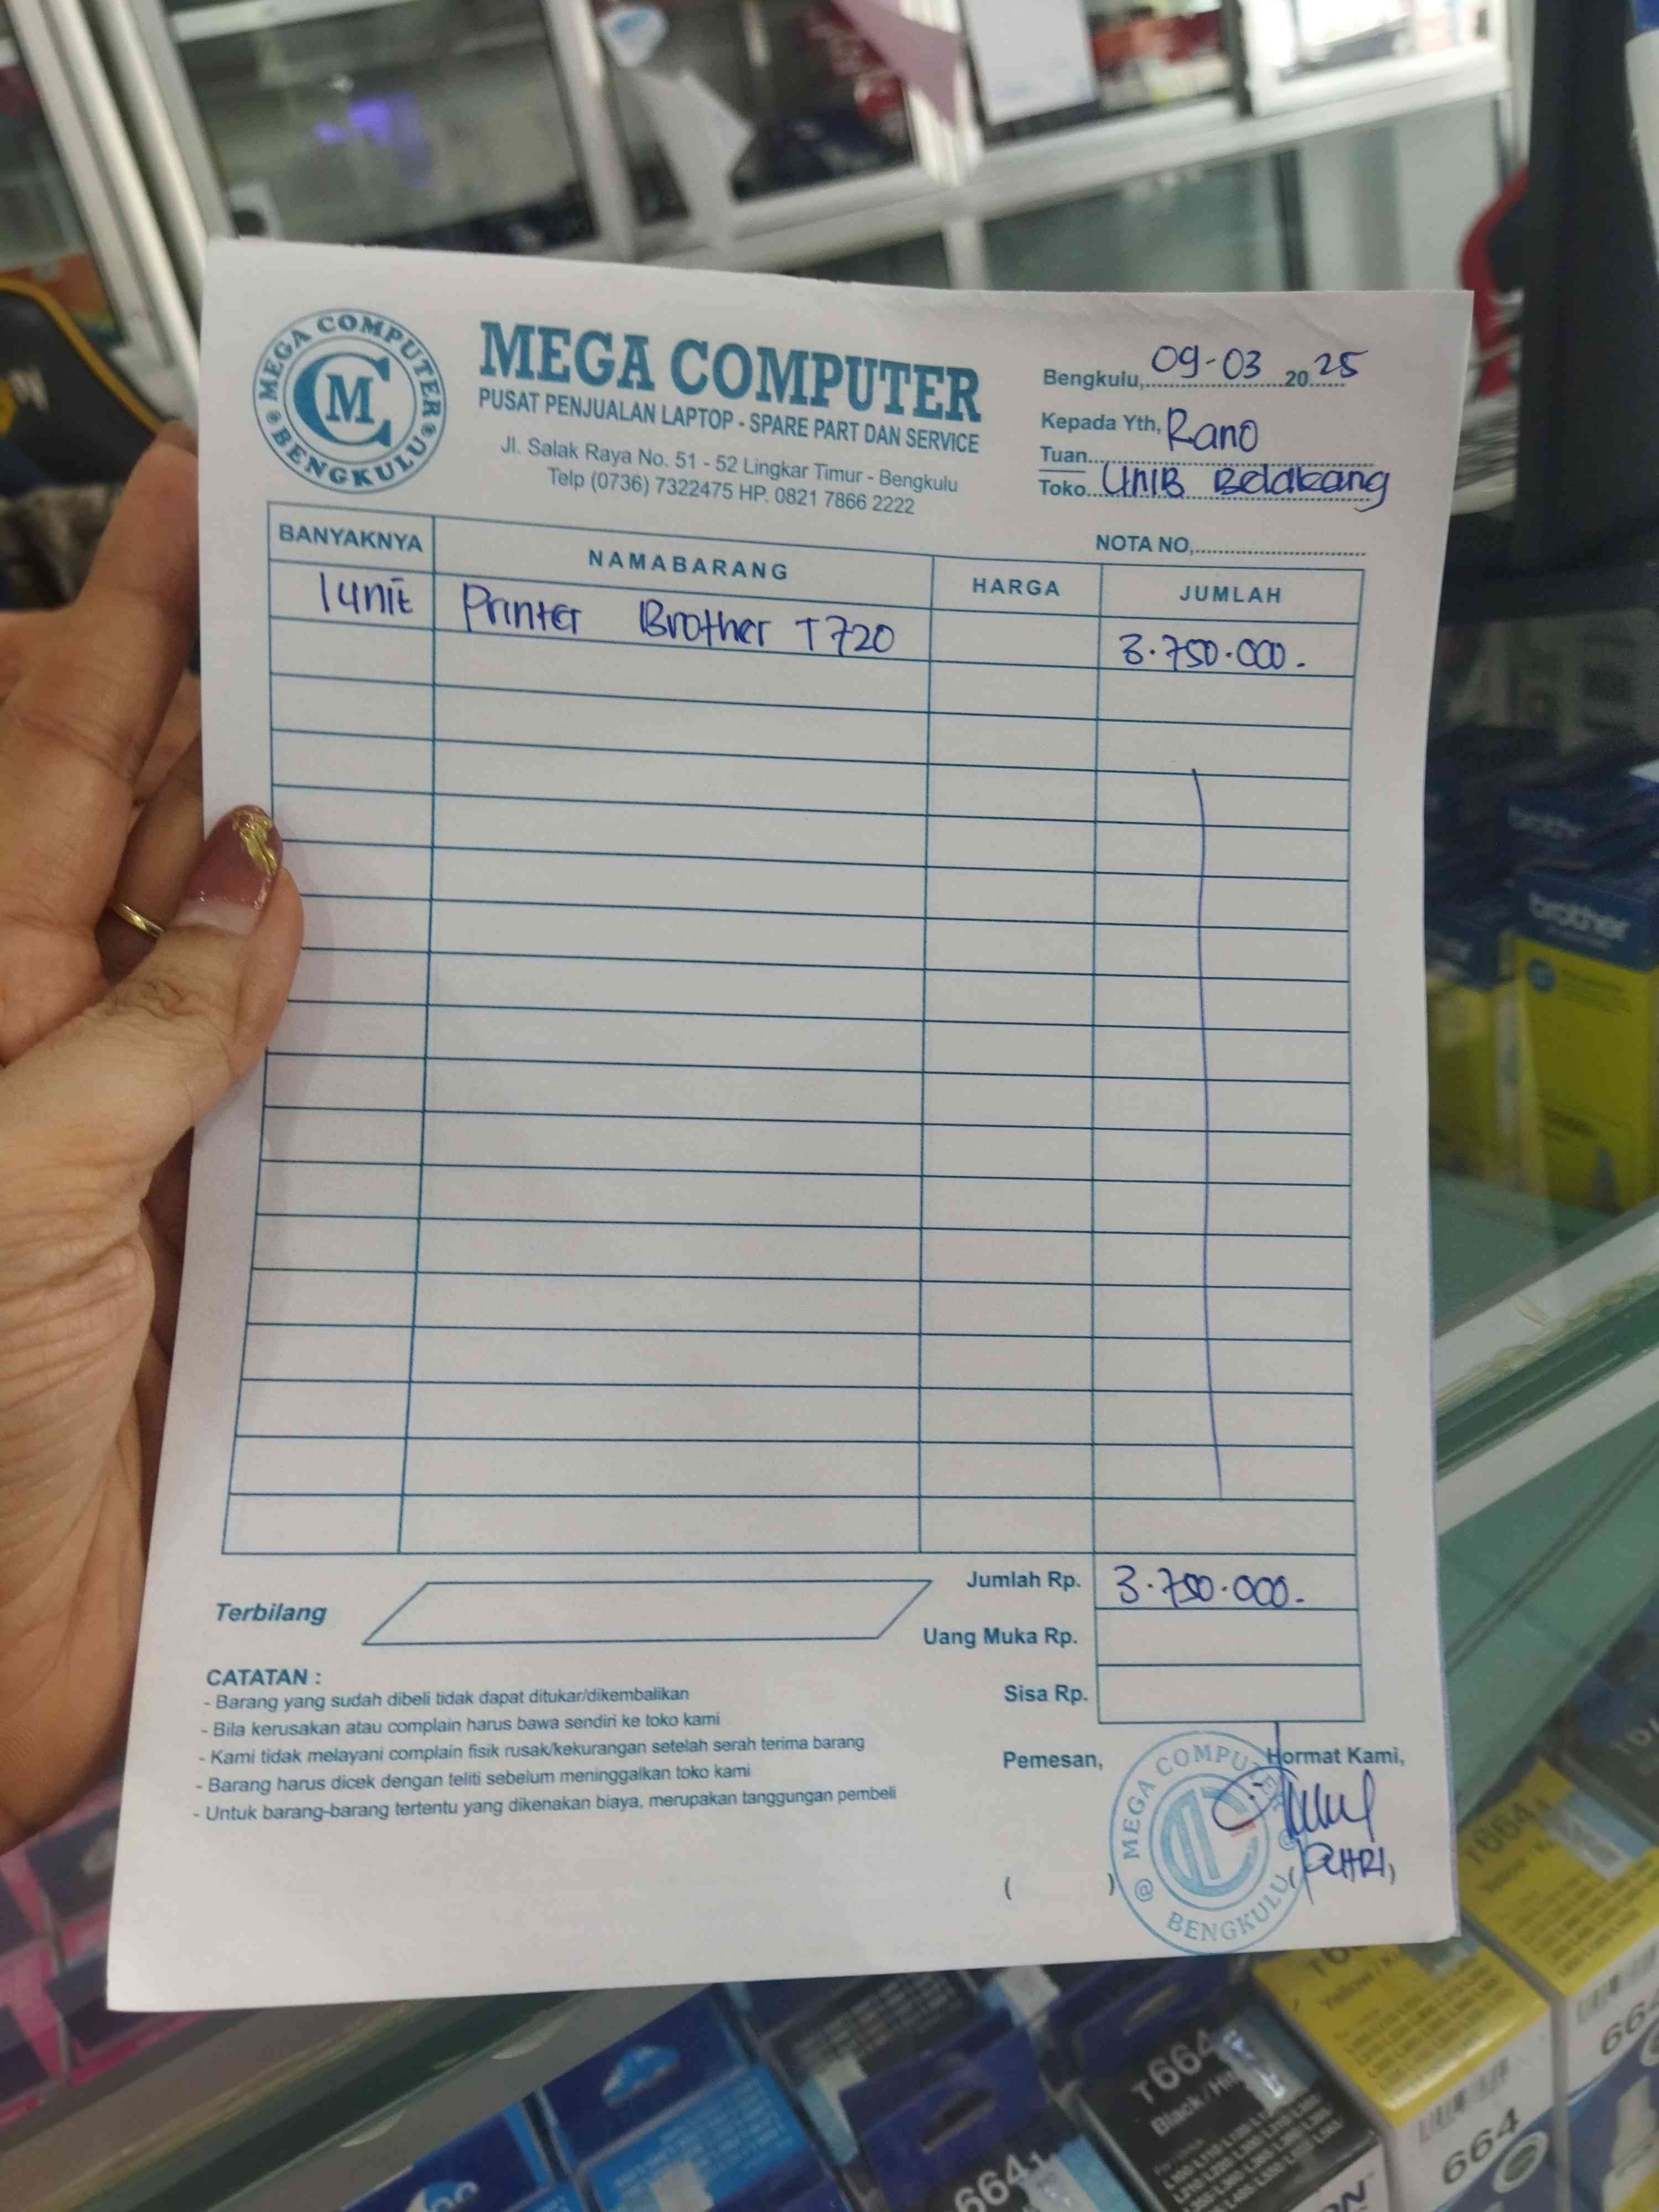 MEGA COMPUTER
BENGKULU
CM
MEGA COMPUTER
PUSAT PENJUALAN LAPTOP - SPARE PART DAN SERVICE
Jl. Salak Raya No. 51 - 52 Lingkar Timur - Bengkulu
Telp (0736) 7322475 HP. 0821 7866 2222
Bengkulu, 09-03 2025
Kepada Yth, Rano
Tuan
Toko UNIB Belakang
NOTA NO,
BANYAKNYA NAMABARANG HARGA JUMLAH
1 unit Printer Brother T720 3.750.000.-
Jumlah Rp. 3.750.000.-
Terbilang
Uang Muka Rp.
Sisa Rp.
CATATAN :
- Barang yang sudah dibeli tidak dapat ditukar/dikembalikan
- Bila kerusakan atau complain harus bawa sendiri ke toko kami
- Kami tidak melayani complain fisik rusak/kekurangan setelah serah terima barang
- Barang harus dicek dengan teliti sebelum meninggalkan toko kami
- Untuk barang-barang tertentu yang dikenakan biaya, merupakan tanggungan pembeli
Pemesan,
Hormat Kami,
( )
MEGA COMPUTER
@ BENGKULU
brother
T664
Black/
664
664